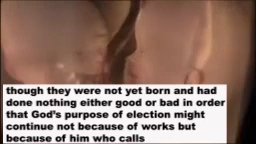 though they were not yet born and had
done nothing either good or bad in order
that God's purpose of election might
continue not because of works but
because of him who calls